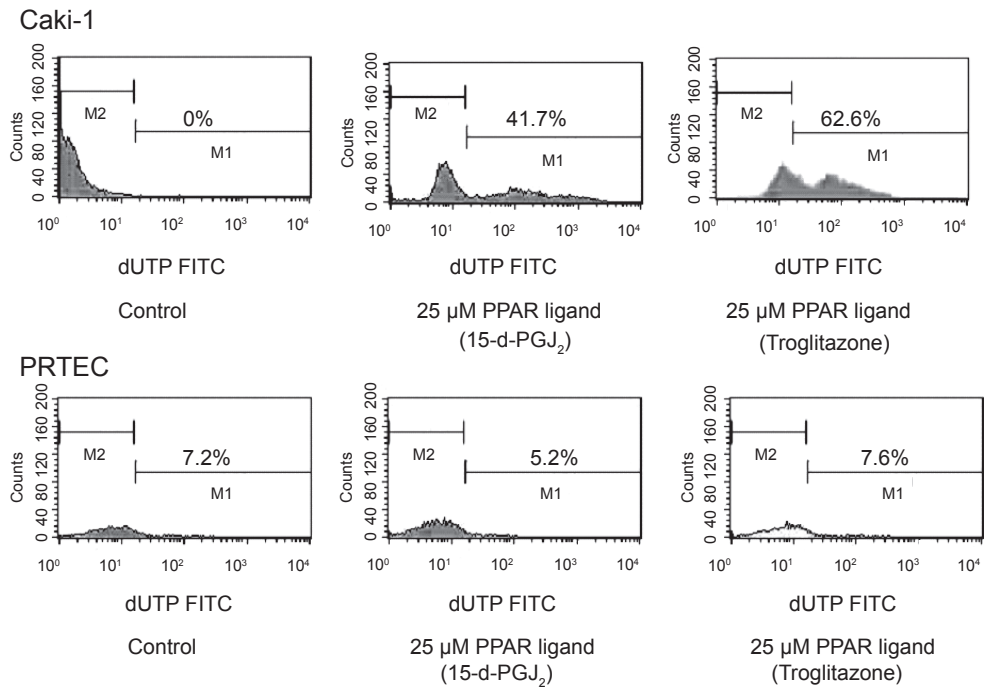 Caki-1
200
160
120
80
40
0
Counts
M2
0%
M1
10⁰ 10¹ 10² 10³ 10⁴
dUTP FITC
Control
200
160
120
80
40
0
Counts
M2
41.7%
M1
10⁰ 10¹ 10² 10³ 10⁴
dUTP FITC
25 µM PPAR ligand
(15-d-PGJ₂)
200
160
120
80
40
0
Counts
M2
62.6%
M1
10⁰ 10¹ 10² 10³ 10⁴
dUTP FITC
25 µM PPAR ligand
(Troglitazone)
PRTEC
200
160
120
80
40
0
Counts
M2
7.2%
M1
10⁰ 10¹ 10² 10³ 10⁴
dUTP FITC
Control
200
160
120
80
40
0
Counts
M2
5.2%
M1
10⁰ 10¹ 10² 10³ 10⁴
dUTP FITC
25 µM PPAR ligand
(15-d-PGJ₂)
200
160
120
80
40
0
Counts
M2
7.6%
M1
10⁰ 10¹ 10² 10³ 10⁴
dUTP FITC
25 µM PPAR ligand
(Troglitazone)